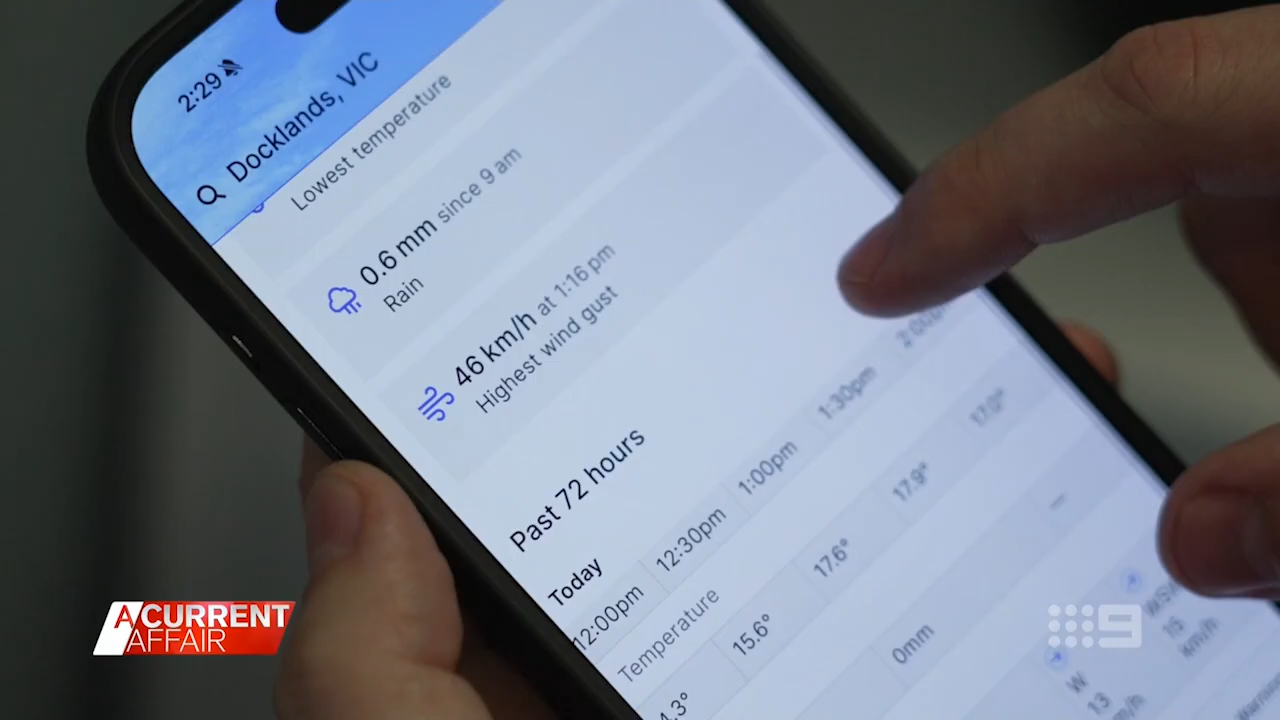 2:29
Docklands, VIC
Lowest temperature
0.6 mm since 9 am
Rain
46 km/h at 1:16 pm
Highest wind gust
Past 72 hours
Today
12:00pm 12:30pm 1:00pm 1:30pm
Temperature
15.6° 17.6° 17.9° 17.0°
0mm
W
13
A CURRENT
AFFAIR
9